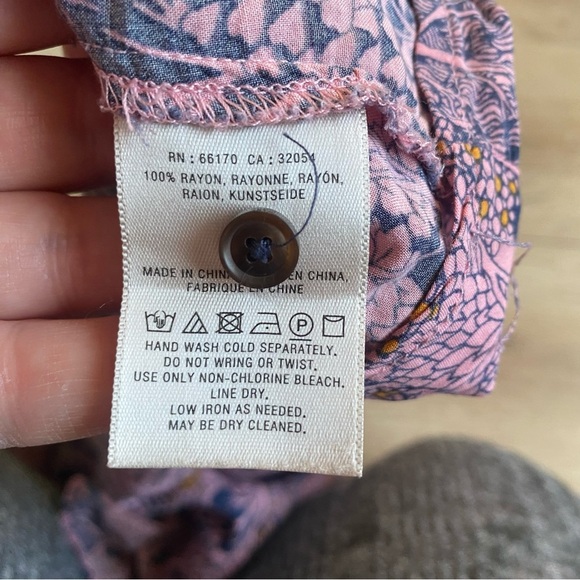 RN : 66170 CA : 32054
100% RAYON, RAYONNE, RAYÓN,
RAION, KUNSTSEIDE
MADE IN CHINA EN CHINA,
FABRIQUE EN CHINE
P
HAND WASH COLD SEPARATELY.
DO NOT WRING OR TWIST.
USE ONLY NON-CHLORINE BLEACH.
LINE DRY.
LOW IRON AS NEEDED.
MAY BE DRY CLEANED.